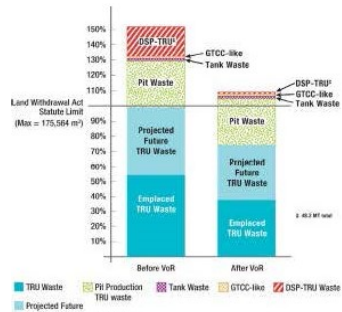 150%
140%
130%
120%
110%
Land Withdrawal Act
Statute Limit
(Max = 175,564 m³)
90%
80%
70%
60%
50%
40%
30%
20%
10%
DSP-TRU
GTCC-like
Tank Waste
Pit Waste
Projected
Future
TRU Waste
Emplaced
TRU Waste
Before VoR
DSP-TRU
GTCC-like
Tank Waste
Pit Waste
Projected
Future
TRU Waste
Emplaced
TRU Waste
After VoR
TRU Waste
Pit Production
TRU waste
Tank Waste
GTCC-like
DSP-TRU Waste
Projected Future